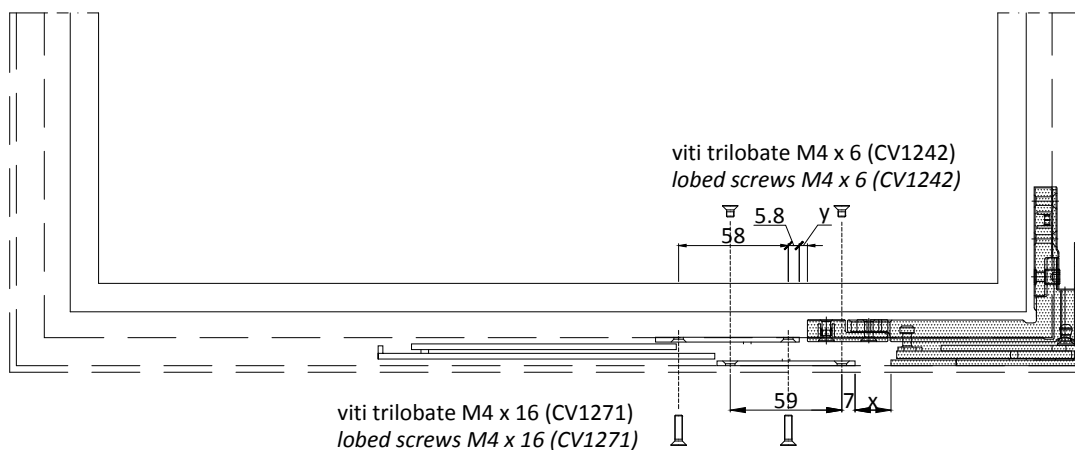 viti trilobate M4 x 6 (CV1242)
lobed screws M4 x 6 (CV1242)
5.8 y
58
59 7 x
viti trilobate M4 x 16 (CV1271)
lobed screws M4 x 16 (CV1271)